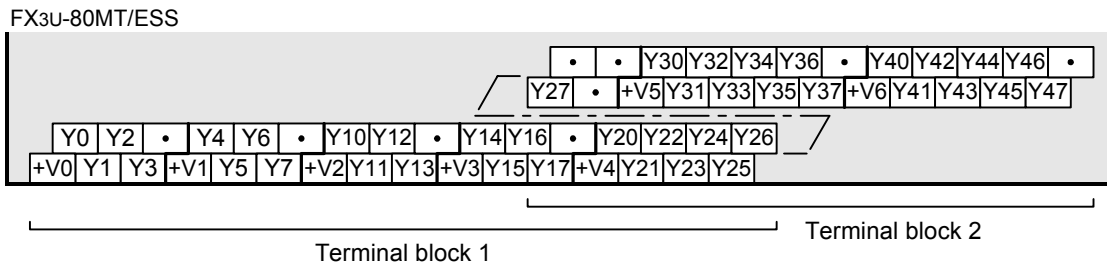 FX3U-80MT/ESS
• • Y30 Y32 Y34 Y36 • Y40 Y42 Y44 Y46 •
Y27 • +V5 Y31 Y33 Y35 Y37 +V6 Y41 Y43 Y45 Y47
Y0 Y2 • Y4 Y6 • Y10 Y12 • Y14 Y16 • Y20 Y22 Y24 Y26
+V0 Y1 Y3 +V1 Y5 Y7 +V2 Y11 Y13 +V3 Y15 Y17 +V4 Y21 Y23 Y25
Terminal block 2
Terminal block 1